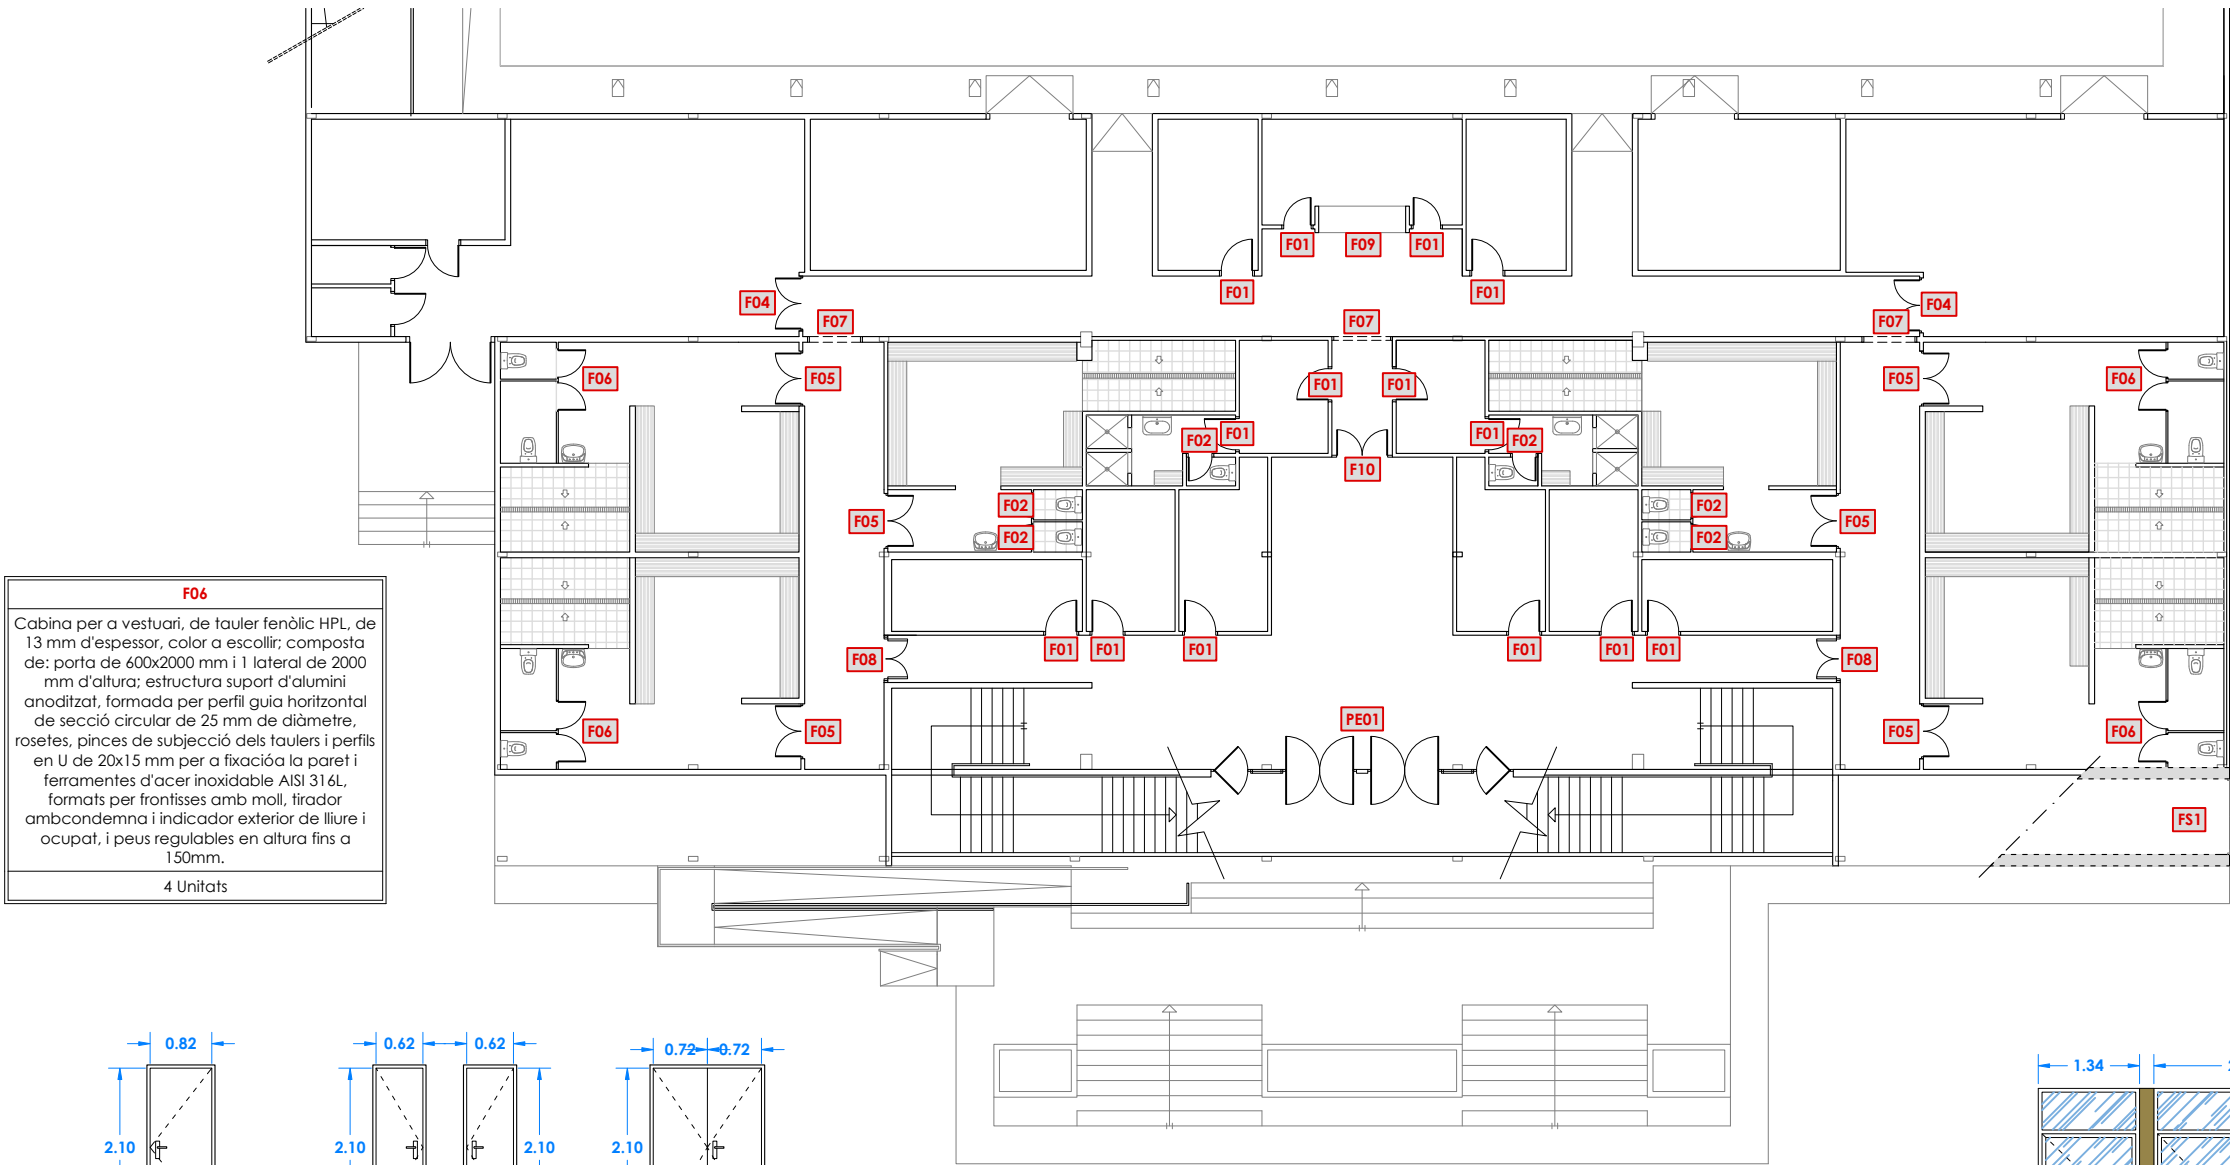 F01
F09
F01
F01
F01
F04
F04
F07
F07
F07
F06
F05
F01
F01
F05
F06
F02
F01
F01
F02
F10
F02
F02
F05
F05
F02
F02
F06
Cabina per a vestuari, de tauler fenòlic HPL, de
13 mm d'espessor, color a escollir; composta
de: porta de 600x2000 mm i 1 lateral de 2000
mm d'altura; estructura suport d'alumini
anoditzat, formada per perfil guia horitzontal
de secció circular de 25 mm de diàmetre,
rosetes, pinces de subjecció dels taulers i perfils
en U de 20x15 mm per a fixacióa la paret i
ferramentes d'acer inoxidable AISI 316L,
formats per frontisses amb moll, tirador
ambcondemna i indicador exterior de lliure i
ocupat, i peus regulables en altura fins a
150mm.
4 Unitats
F08
F01
F01
F01
F01
F01
F01
F08
F06
F05
PE01
F05
F06
FS1
0.82
0.62
0.62
0.72
0.72
1.34
2.10
2.10
2.10
2.10